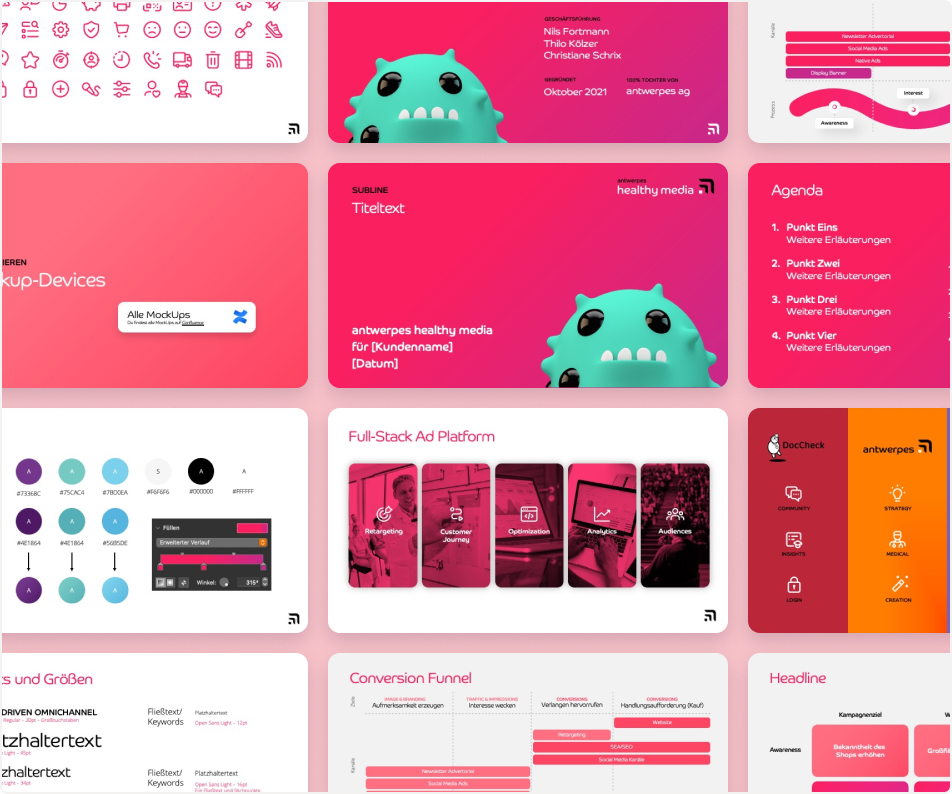 GESCHÄFTSFÜHRUNG
Nils Fortmann
Thilo Kölzer
Christiane Schrix
GEGRÜNDET
Oktober 2021
100% TOCHTER VON
antwerpes ag
Kanäle
Newsletter Advertorial
Social Media Ads
Native Ads
Display Banner
Prozess
Awareness
Interest
IEREN
kup-Devices
Alle MockUps
Du findest alle MockUps auf Confluence
SUBLINE
Titeltext
antwerpes
healthy media
antwerpes healthy media
für [Kundenname]
[Datum]
Agenda
1. Punkt Eins
Weitere Erläuterungen
2. Punkt Zwei
Weitere Erläuterungen
3. Punkt Drei
Weitere Erläuterungen
4. Punkt Vier
Weitere Erläuterungen
A
A
A
S
A
A
#73368C
#75CAC4
#7BD0EA
#F6F6F6
#000000
#FFFFFF
A
A
A
#4E1864
#4E1864
#56B5DE
A
A
A
Füllen
Erweiterter Verlauf
Winkel:
315°
Full-Stack Ad Platform
Retargeting
Customer
Journey
Optimization
Analytics
Audiences
DocCheck
COMMUNITY
INSIGHTS
LOGIN
antwerpes
STRATEGY
MEDICAL
CREATION
s und Größen
DRIVEN OMNICHANNEL
Regular – 20pt – Großbuchstaben
tzhaltertext
Light – 45pt
zhaltertext
Light – 34pt
Fließtext/
Keywords
Platzhaltertext
Open Sans Light – 12pt
Fließtext/
Keywords
Platzhaltertext
Open Sans Light – 16pt
Conversion Funnel
Ziele
IMAGE & BRANDING
Aufmerksamkeit erzeugen
TRAFFIC & IMPRESSIONS
Interesse wecken
CONVERSIONS
Verlangen hervorrufen
CONVERSIONS
Handlungsaufforderung (Kauf)
Kanäle
Website
Retargeting
SEA/SEO
Social Media Kanäle
Newsletter Advertorial
Social Media Ads
Headline
Kampagnenziel
W
Awareness
Bekanntheit des
Shops erhöhen
Großfl